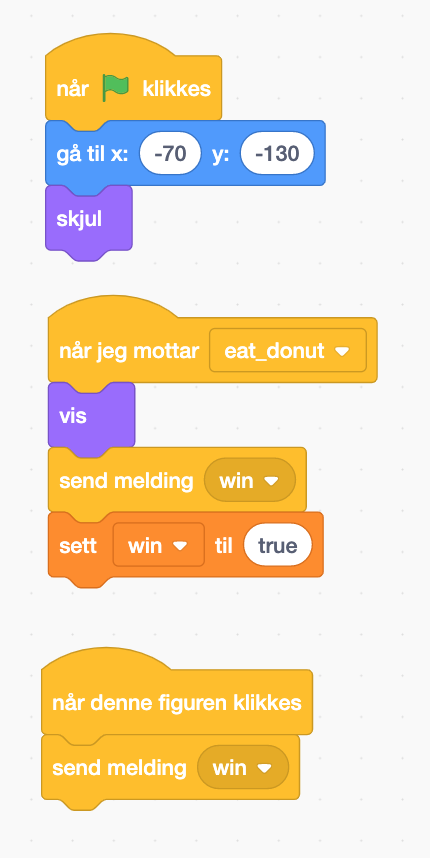 når klikkes
gå til x: -70 y: -130
skjul
når jeg mottar eat_donut
vis
send melding win
sett win til true
når denne figuren klikkes
send melding win